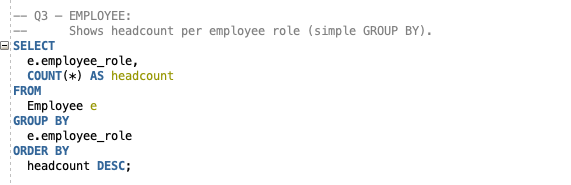 -- Q3 – EMPLOYEE:
--      Shows headcount per employee role (simple GROUP BY).
SELECT
  e.employee_role,
  COUNT(*) AS headcount
FROM
  Employee e
GROUP BY
  e.employee_role
ORDER BY
  headcount DESC;